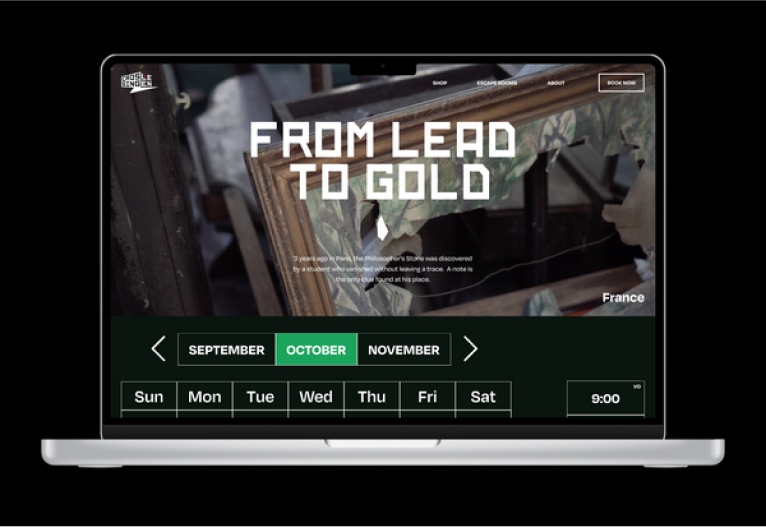 SHOP
ESCAPE ROOMS
ABOUT
BOOK NOW
FROM LEAD
TO GOLD
3 years ago in Paris, the Philosopher's Stone was discovered
by a student who vanished without leaving a trace. A note is
the only clue found at his place.
France
SEPTEMBER
OCTOBER
NOVEMBER
Sun Mon Tue Wed Thu Fri Sat
9:00
VO